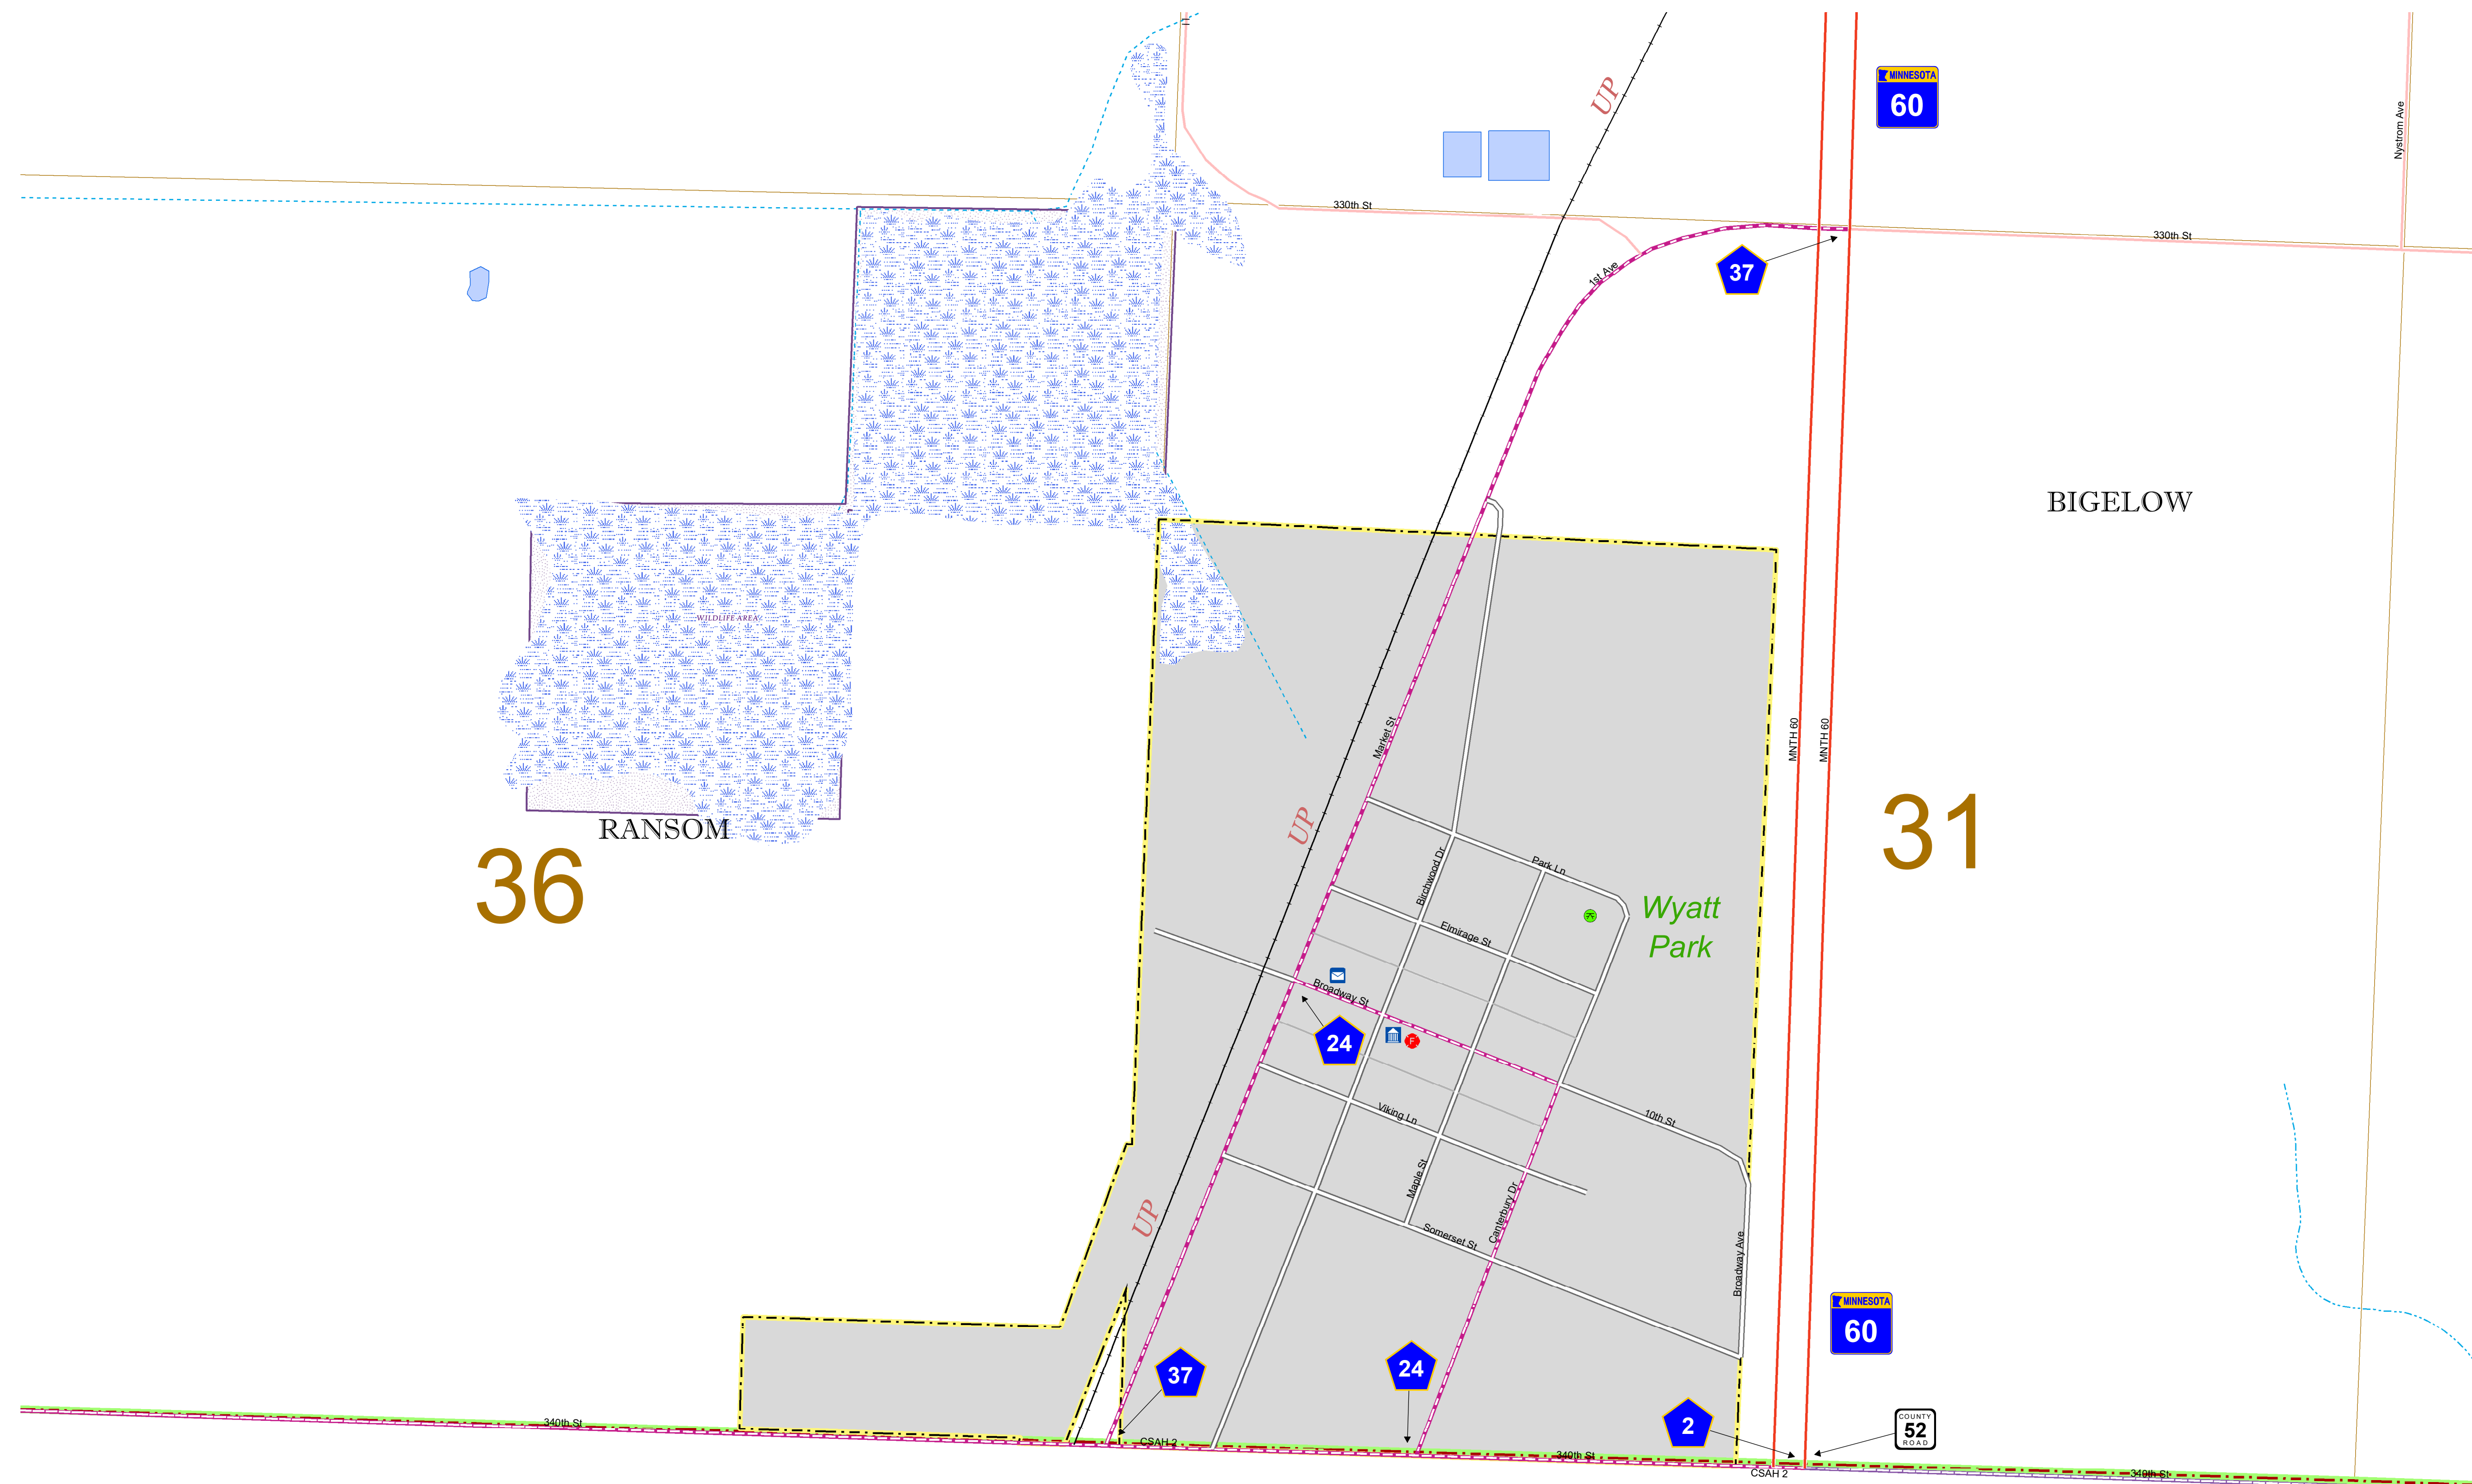 UP
MINNESOTA
60
Nystrom Ave
330th St
330th St
37
1st Ave
BIGELOW
WILDLIFE AREA
Market St
MNTH 60
MNTH 60
RANSOM
36
31
UP
Park Ln
Birchwood Dr
Wyatt
Park
Elmirage St
Broadway St
24
F
Viking Ln
10th St
Maple St
Canterbury Dr
UP
Somerset St
Broadway Ave
MINNESOTA
60
37
24
2
COUNTY
52
ROAD
340th St
CSAH 2
340th St
CSAH 2
340th St